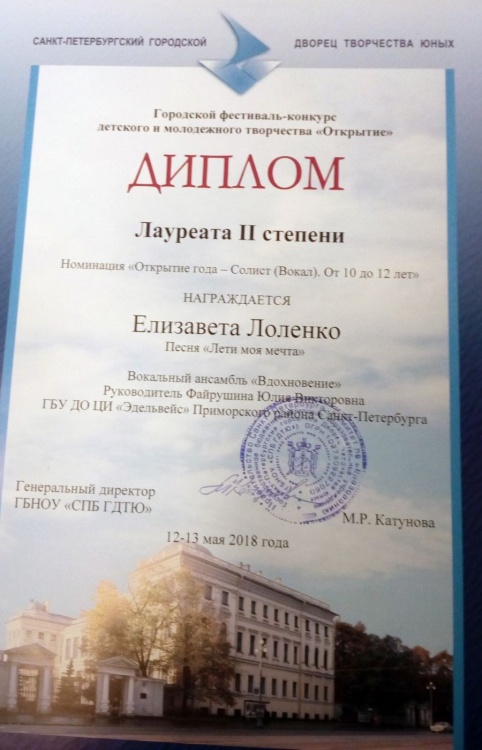 САНКТ-ПЕТЕРБУРГСКИЙ ГОРОДСКОЙ ДВОРЕЦ ТВОРЧЕСТВА ЮНЫХ
Городской фестиваль-конкурс
детского и молодежного творчества «Открытие»
ДИПЛОМ
Лауреата II степени
Номинация «Открытие года – Солист (Вокал). От 10 до 12 лет»
НАГРАЖДАЕТСЯ
Елизавета Лоленко
Песня «Лети моя мечта»
Вокальный ансамбль «Вдохновение»
Руководитель Файрушина Юлия Викторовна
ГБУ ДО ЦИ «Эдельвейс» Приморского района Санкт-Петербурга
Генеральный директор
ГБНОУ «СПБ ГДТЮ»
М.Р. Катунова
12-13 мая 2018 года